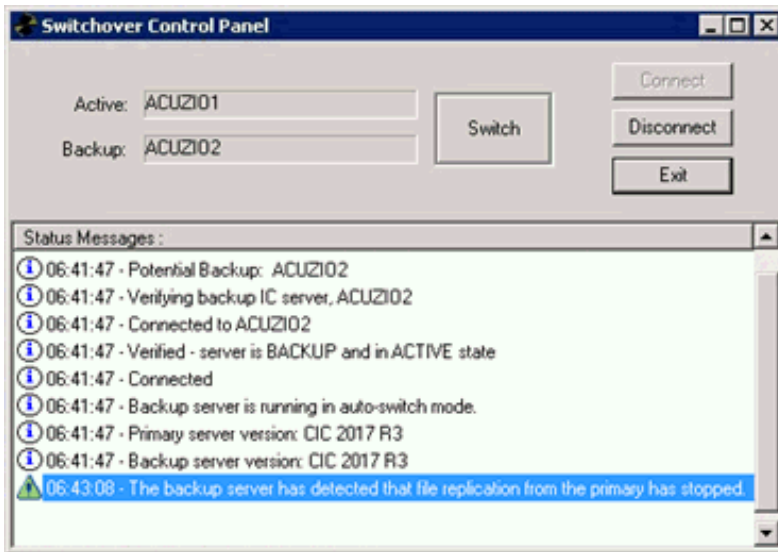 Switchover Control Panel
Active: ACUZIO1
Backup: ACUZIO2
Switch
Connect
Disconnect
Exit
Status Messages :
06:41:47 - Potential Backup: ACUZIO2
06:41:47 - Verifying backup IC server, ACUZIO2
06:41:47 - Connected to ACUZIO2
06:41:47 - Verified - server is BACKUP and in ACTIVE state
06:41:47 - Connected
06:41:47 - Backup server is running in auto-switch mode.
06:41:47 - Primary server version: CIC 2017 R3
06:41:47 - Backup server version: CIC 2017 R3
06:43:08 - The backup server has detected that file replication from the primary has stopped.